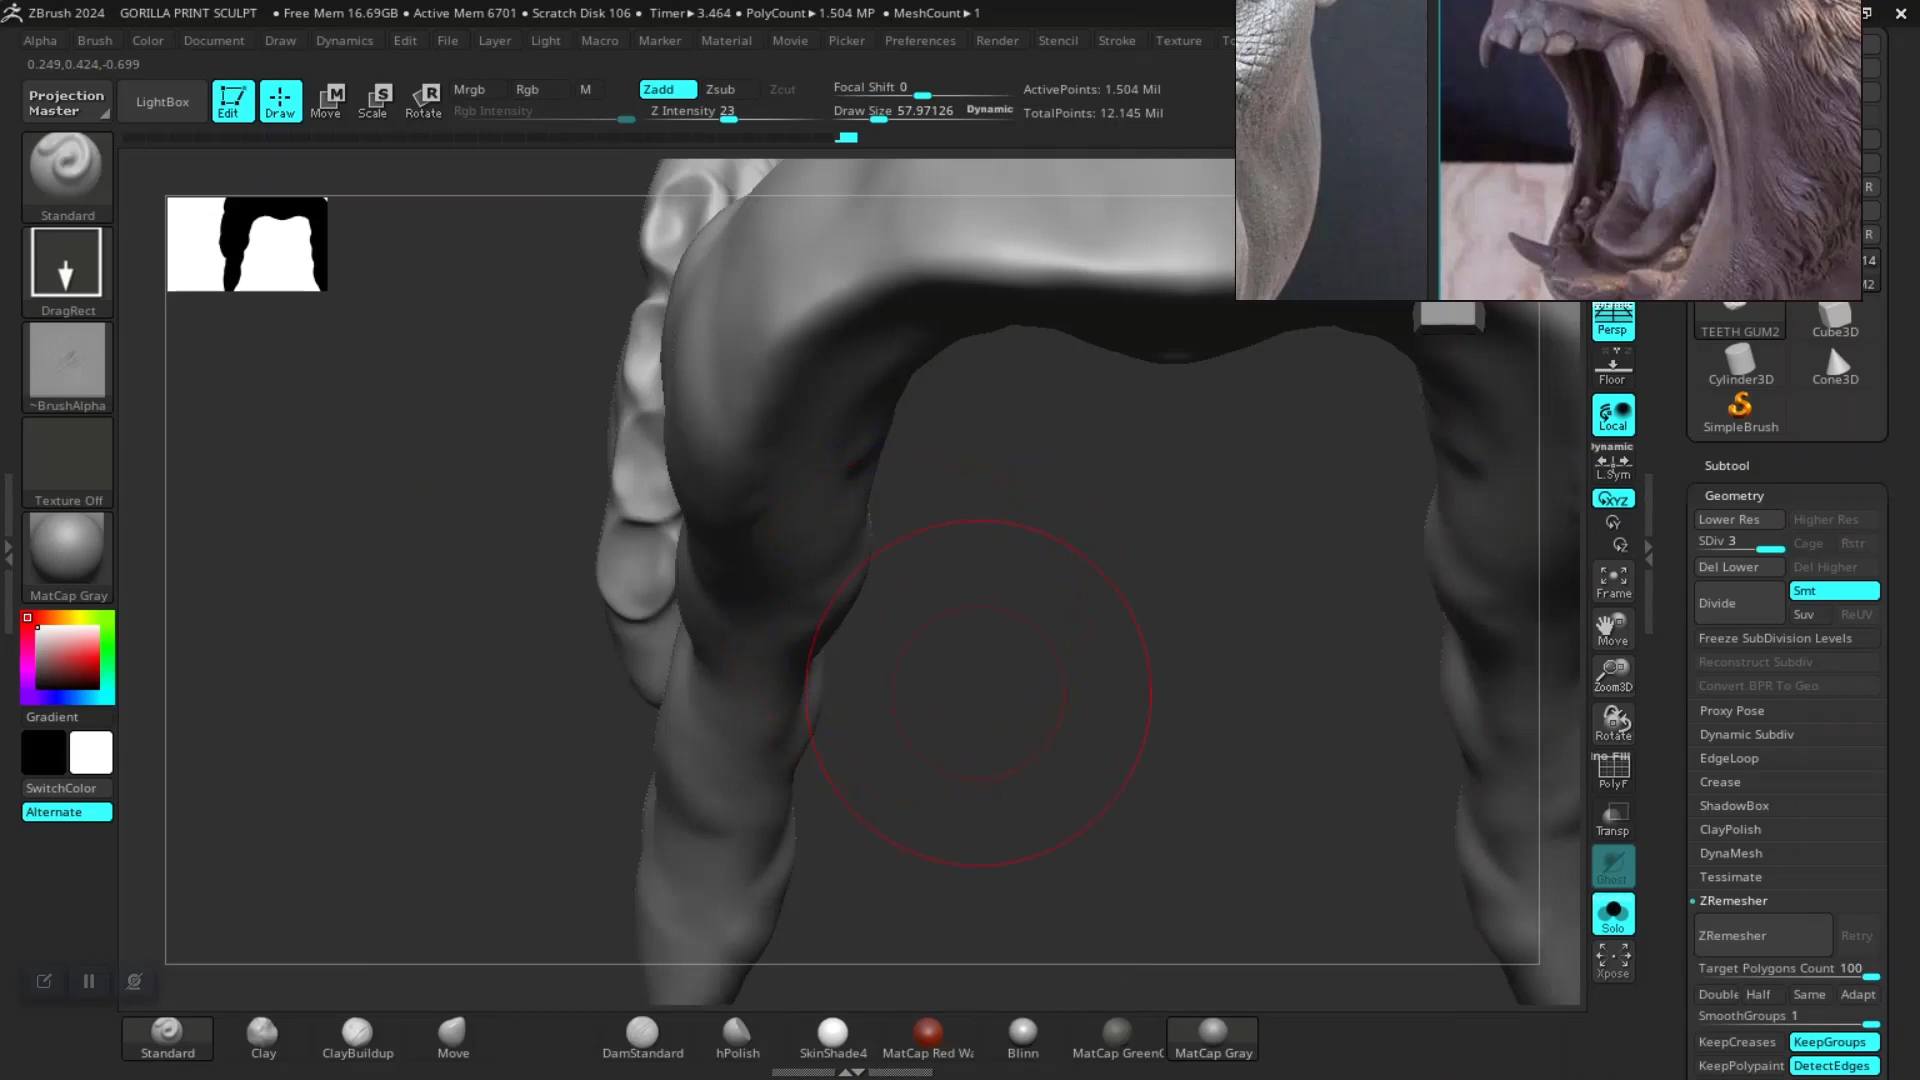 ZBrush 2024 GORILLA PRINT SCULPT • Free Mem 16.69GB • Active Mem 6701 • Scratch Disk 106 • Timer▶3.464 • PolyCount▶1.504 MP • MeshCount▶1
Alpha Brush Color Document Draw Dynamics Edit File Layer Light Macro Marker Material Movie Picker Preferences Render Stencil Stroke Texture
0.249,0.424,-0.699
Projection Master
LightBox
Edit
Draw
Move
Scale
Rotate
Mrgb Rgb M
Rgb Intensity
Zadd Zsub Zcut
Z Intensity 23
Focal Shift 0
Draw Size 57.97126 Dynamic
ActivePoints: 1.504 Mil
TotalPoints: 12.145 Mil
Standard
DragRect
~BrushAlpha
Texture Off
MatCap Gray
Gradient
SwitchColor
Alternate
Persp
Floor
Local
Dynamic
L.Sym
XYZ
Y
Z
Frame
Move
Zoom3D
Rotate
PolyF
Transp
Ghost
Solo
Xpose
R
R
14
TEETH GUM2 Cube3D
Cylinder3D Cone3D
SimpleBrush
Subtool
Geometry
Lower Res Higher Res
SDiv 3 Cage Rstr
Del Lower Del Higher
Divide
Smt
Suv ReUV
Freeze SubDivision Levels
Reconstruct Subdiv
Convert BPR To Geo
Proxy Pose
Dynamic Subdiv
EdgeLoop
Crease
ShadowBox
ClayPolish
DynaMesh
Tessimate
ZRemesher
ZRemesher Retry
Target Polygons Count 100
Double Half Same Adapt
SmoothGroups 1
KeepCreases KeepGroups
KeepPolypaint DetectEdges
Standard Clay ClayBuildup Move DamStandard hPolish SkinShade4 MatCap Red Wa Blinn MatCap GreenC MatCap Gray